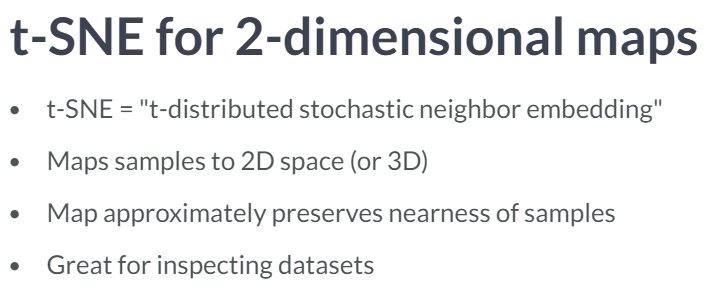 t-SNE for 2-dimensional maps
• t-SNE = "t-distributed stochastic neighbor embedding"
• Maps samples to 2D space (or 3D)
• Map approximately preserves nearness of samples
• Great for inspecting datasets